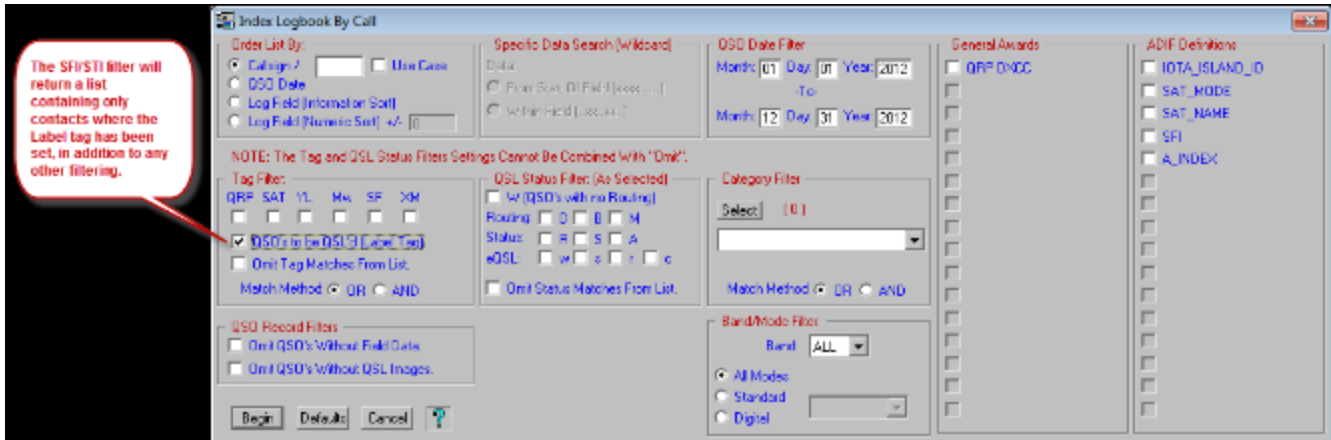 Index Logbook By Call
The SFI/STI filter will
return a list
containing only
contacts where the
Label tag has been
set, in addition to any
other filtering.
Order List By:
Callsign /
Use Case
QSO Date
Log Field (Information Sort)
Log Field (Numeric Sort) +/- 0
Specific Data Search (Wildcard)
Data:
From Start Of Field
Within Field
QSO Date Filter
Month: 01 Day: 01 Year: 2012
-To-
Month: 12 Day: 31 Year: 2012
General Awards
QRP DXCC
ADIF Definitions
IOTA_ISLAND_ID
SAT_MODE
SAT_NAME
SFI
A_INDEX
NOTE: The Tag and QSL Status Filters Settings Cannot Be Combined With "Omit".
Tag Filter:
QRP SAT YL Mw SF XM
QSO's to be QSL'd (Label Tag)
Omit Tag Matches From List.
Match Method OR AND
QSL Status Filter: (As Selected)
W (QSO's with no Routing)
Routing: D B M
Status: R S A
eQSL: w s r c
Omit Status Matches From List.
Category Filter
Select [ 0 ]
Match Method OR AND
QSO Record Filters
Omit QSO's Without Field Data.
Omit QSO's Without QSL Images.
Band/Mode Filter
Band ALL
All Modes
Standard
Digital
Begin Defaults Cancel ?